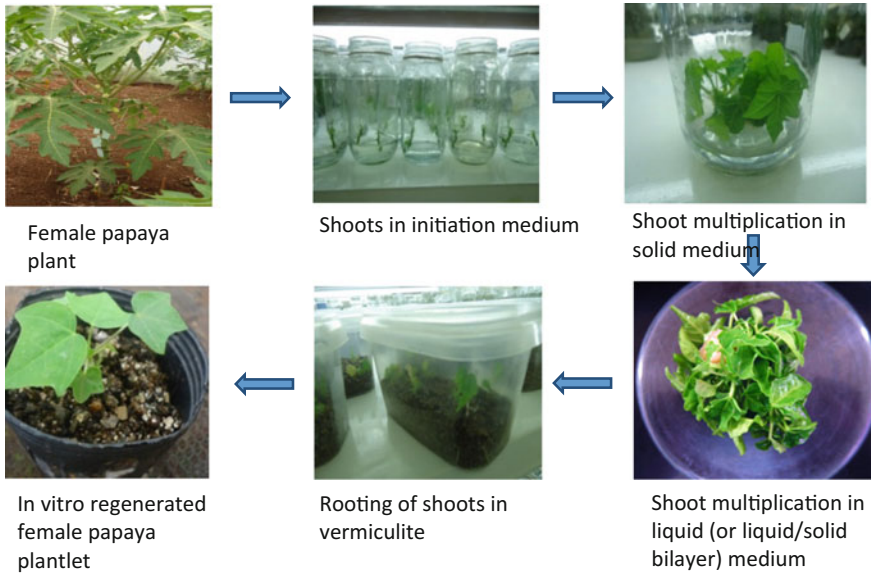 Female papaya
plant
Shoots in initiation medium
Shoot multiplication in
solid medium
Shoot multiplication in
liquid (or liquid/solid
bilayer) medium
Rooting of shoots in
vermiculite
In vitro regenerated
female papaya
plantlet